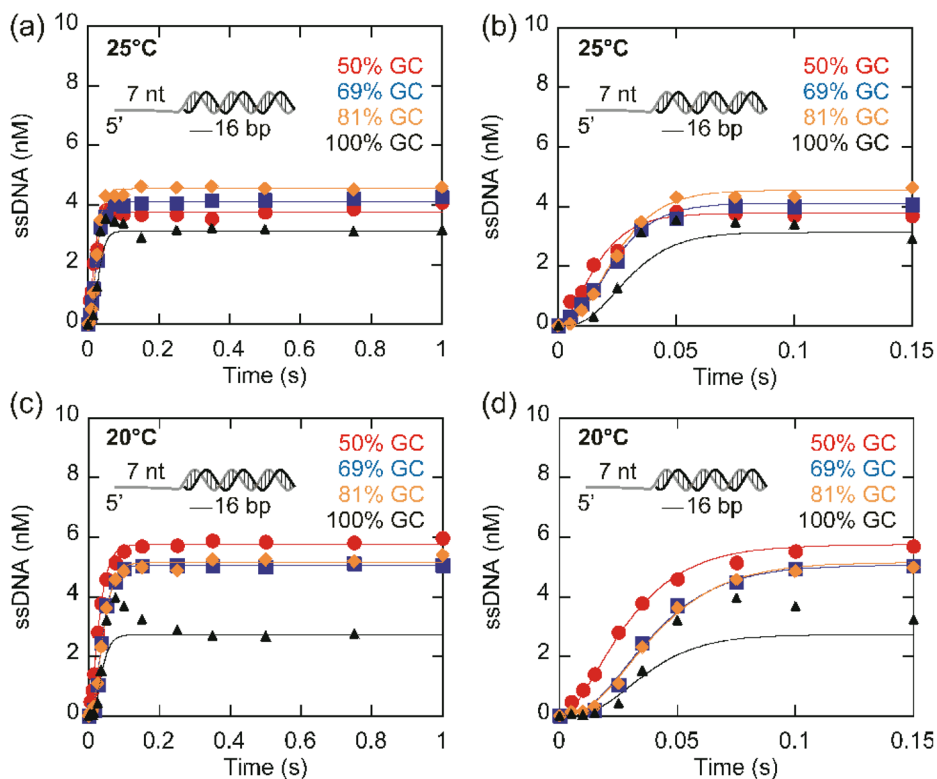 (a)
10
8
6
4
2
0
ssDNA (nM)
25°C
7 nt
5'
—16 bp
50% GC
69% GC
81% GC
100% GC
0 0.2 0.4 0.6 0.8 1
Time (s)
(b)
10
8
6
4
2
0
ssDNA (nM)
25°C
7 nt
5'
—16 bp
50% GC
69% GC
81% GC
100% GC
0 0.05 0.1 0.15
Time (s)
(c)
10
8
6
4
2
0
ssDNA (nM)
20°C
7 nt
5'
—16 bp
50% GC
69% GC
81% GC
100% GC
0 0.2 0.4 0.6 0.8 1
Time (s)
(d)
10
8
6
4
2
0
ssDNA (nM)
20°C
7 nt
5'
—16 bp
50% GC
69% GC
81% GC
100% GC
0 0.05 0.1 0.15
Time (s)